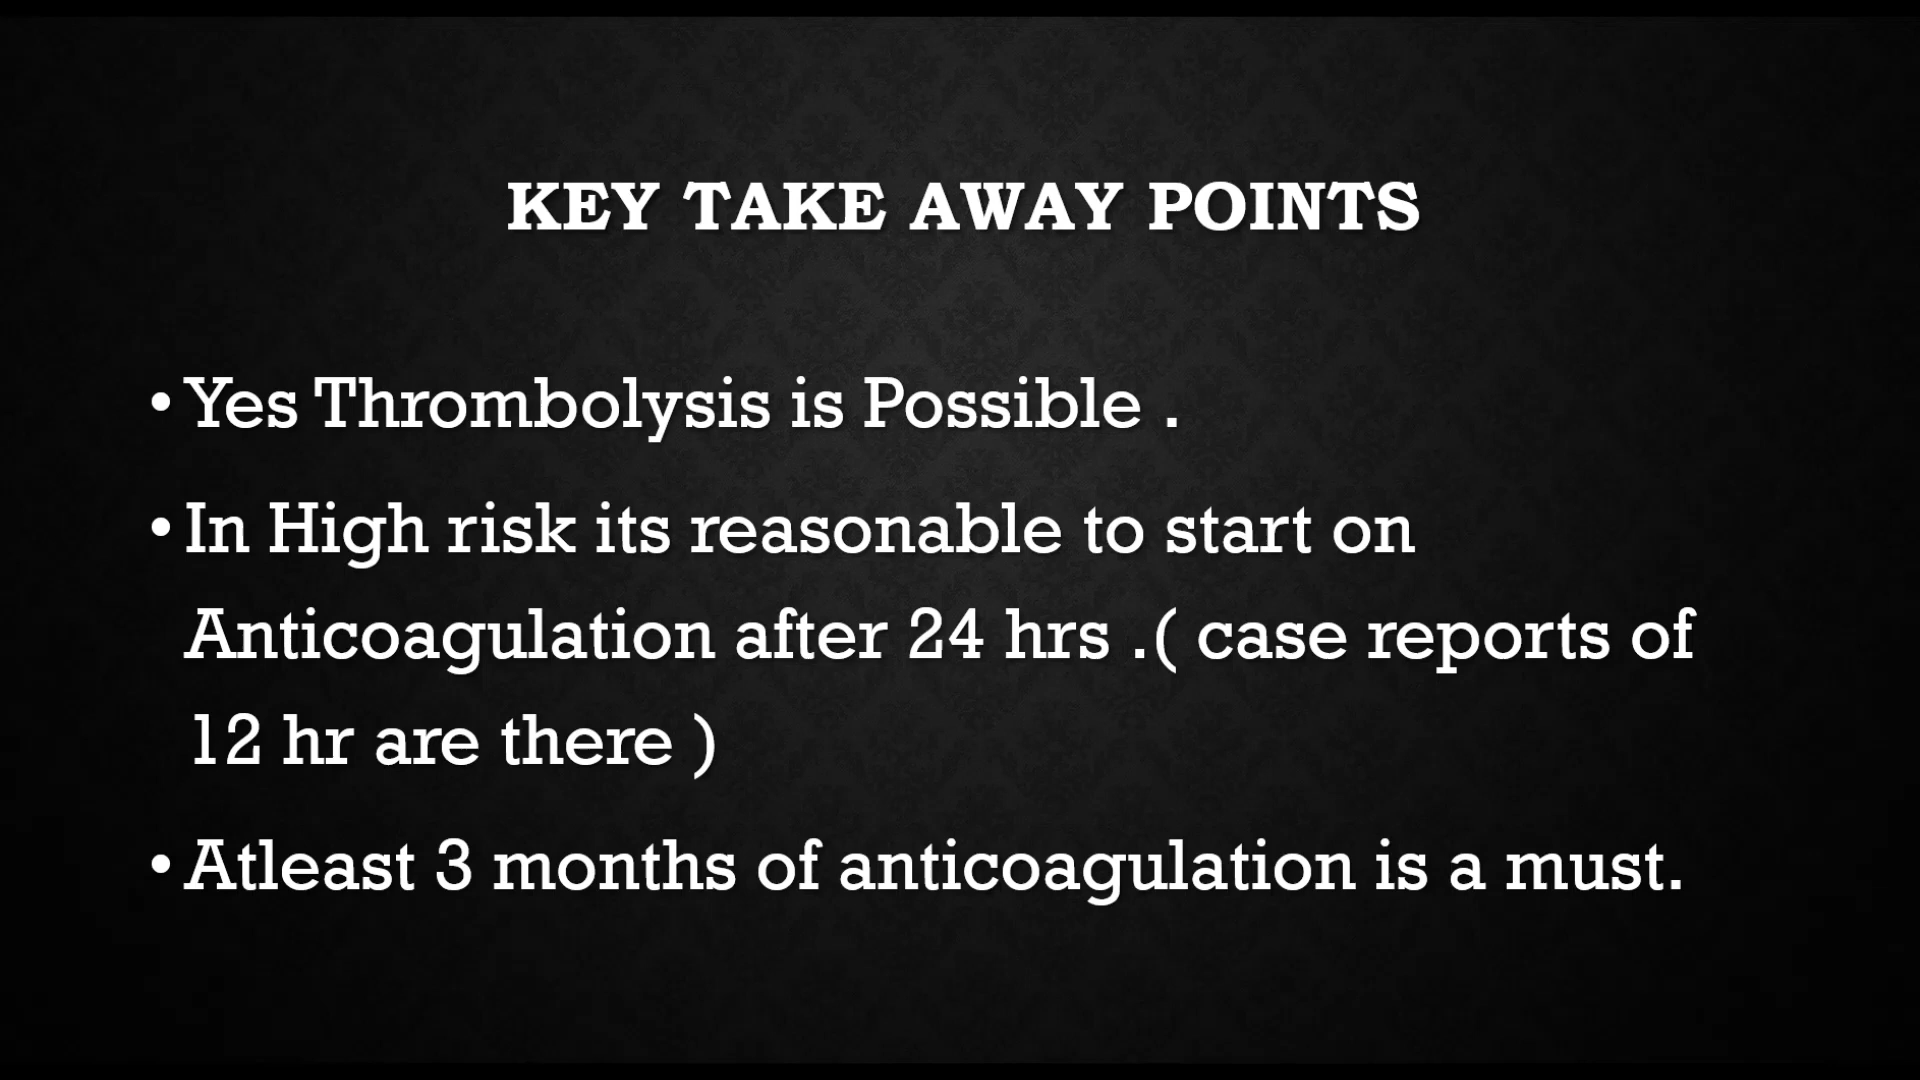 KEY TAKE AWAY POINTS
• Yes Thrombolysis is Possible .
• In High risk its reasonable to start on
Anticoagulation after 24 hrs .( case reports of
12 hr are there )
• Atleast 3 months of anticoagulation is a must.